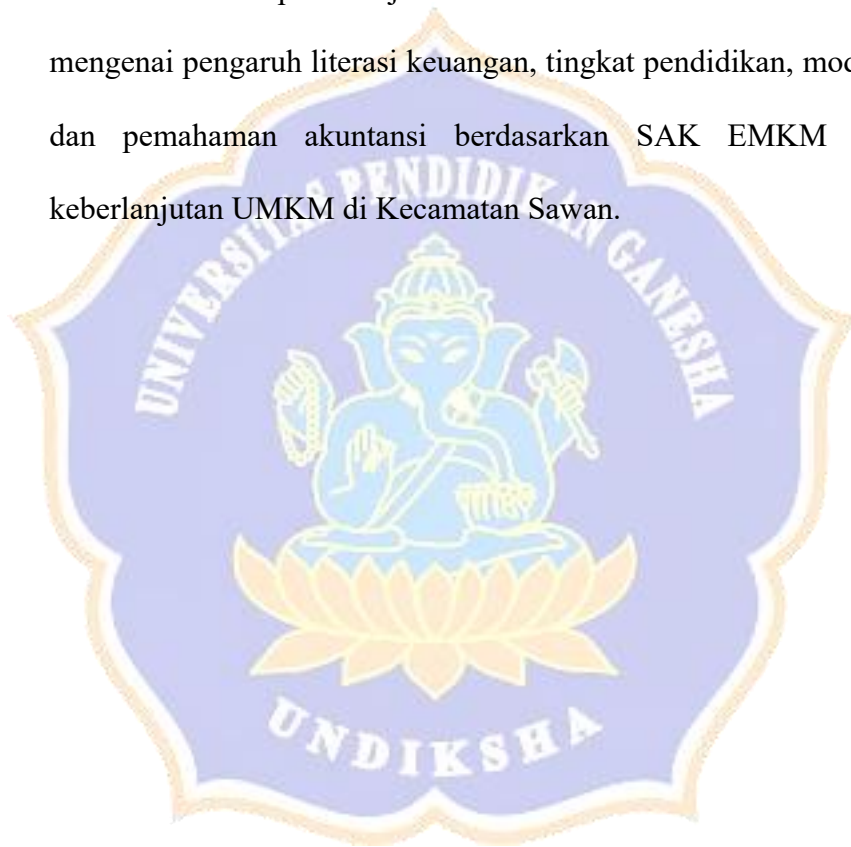 mengenai pengaruh literasi keuangan, tingkat pendidikan,
dan pemahaman akuntansi berdasarkan SAK EMKM
keberlanjutan UMKM di Kecamatan Sawan.
UNIVERSITAS PENDIDIKAN GANESHA
UNDIKSHA